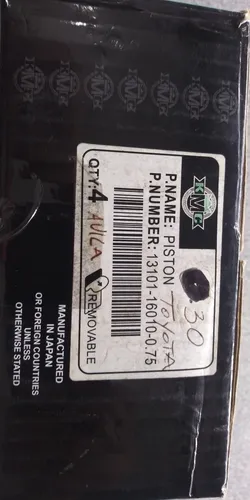 KMG
P.NAME: PISTON
TOYOTA
30
P.NUMBER: 13101-16010-0.75
QTY: 4
REMOVABLE
MANUFACTURED
IN JAPAN
OR FOREIGN COUNTRIES
UNLESS
OTHERWISE STATED